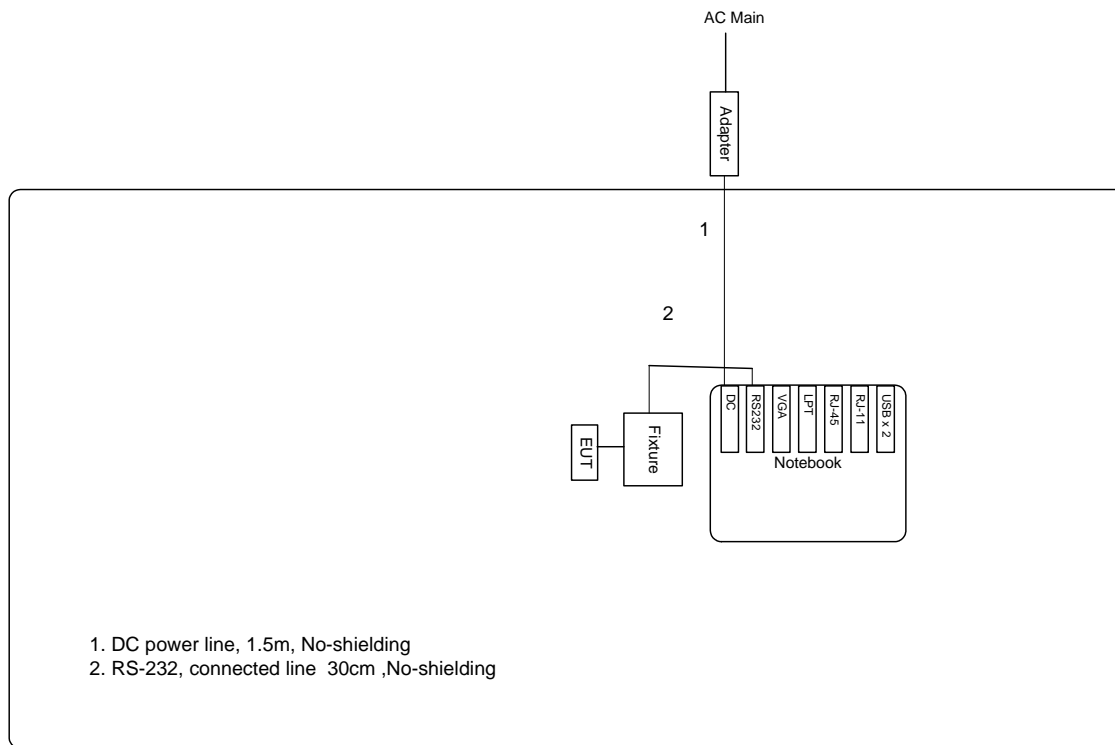 AC Main
Adapter
1
2
DC
RS232
VGA
LPT
RJ-45
RJ-11
USB x 2
Notebook
Fixture
EUT
1. DC power line, 1.5m, No-shielding
2. RS-232, connected line  30cm ,No-shielding